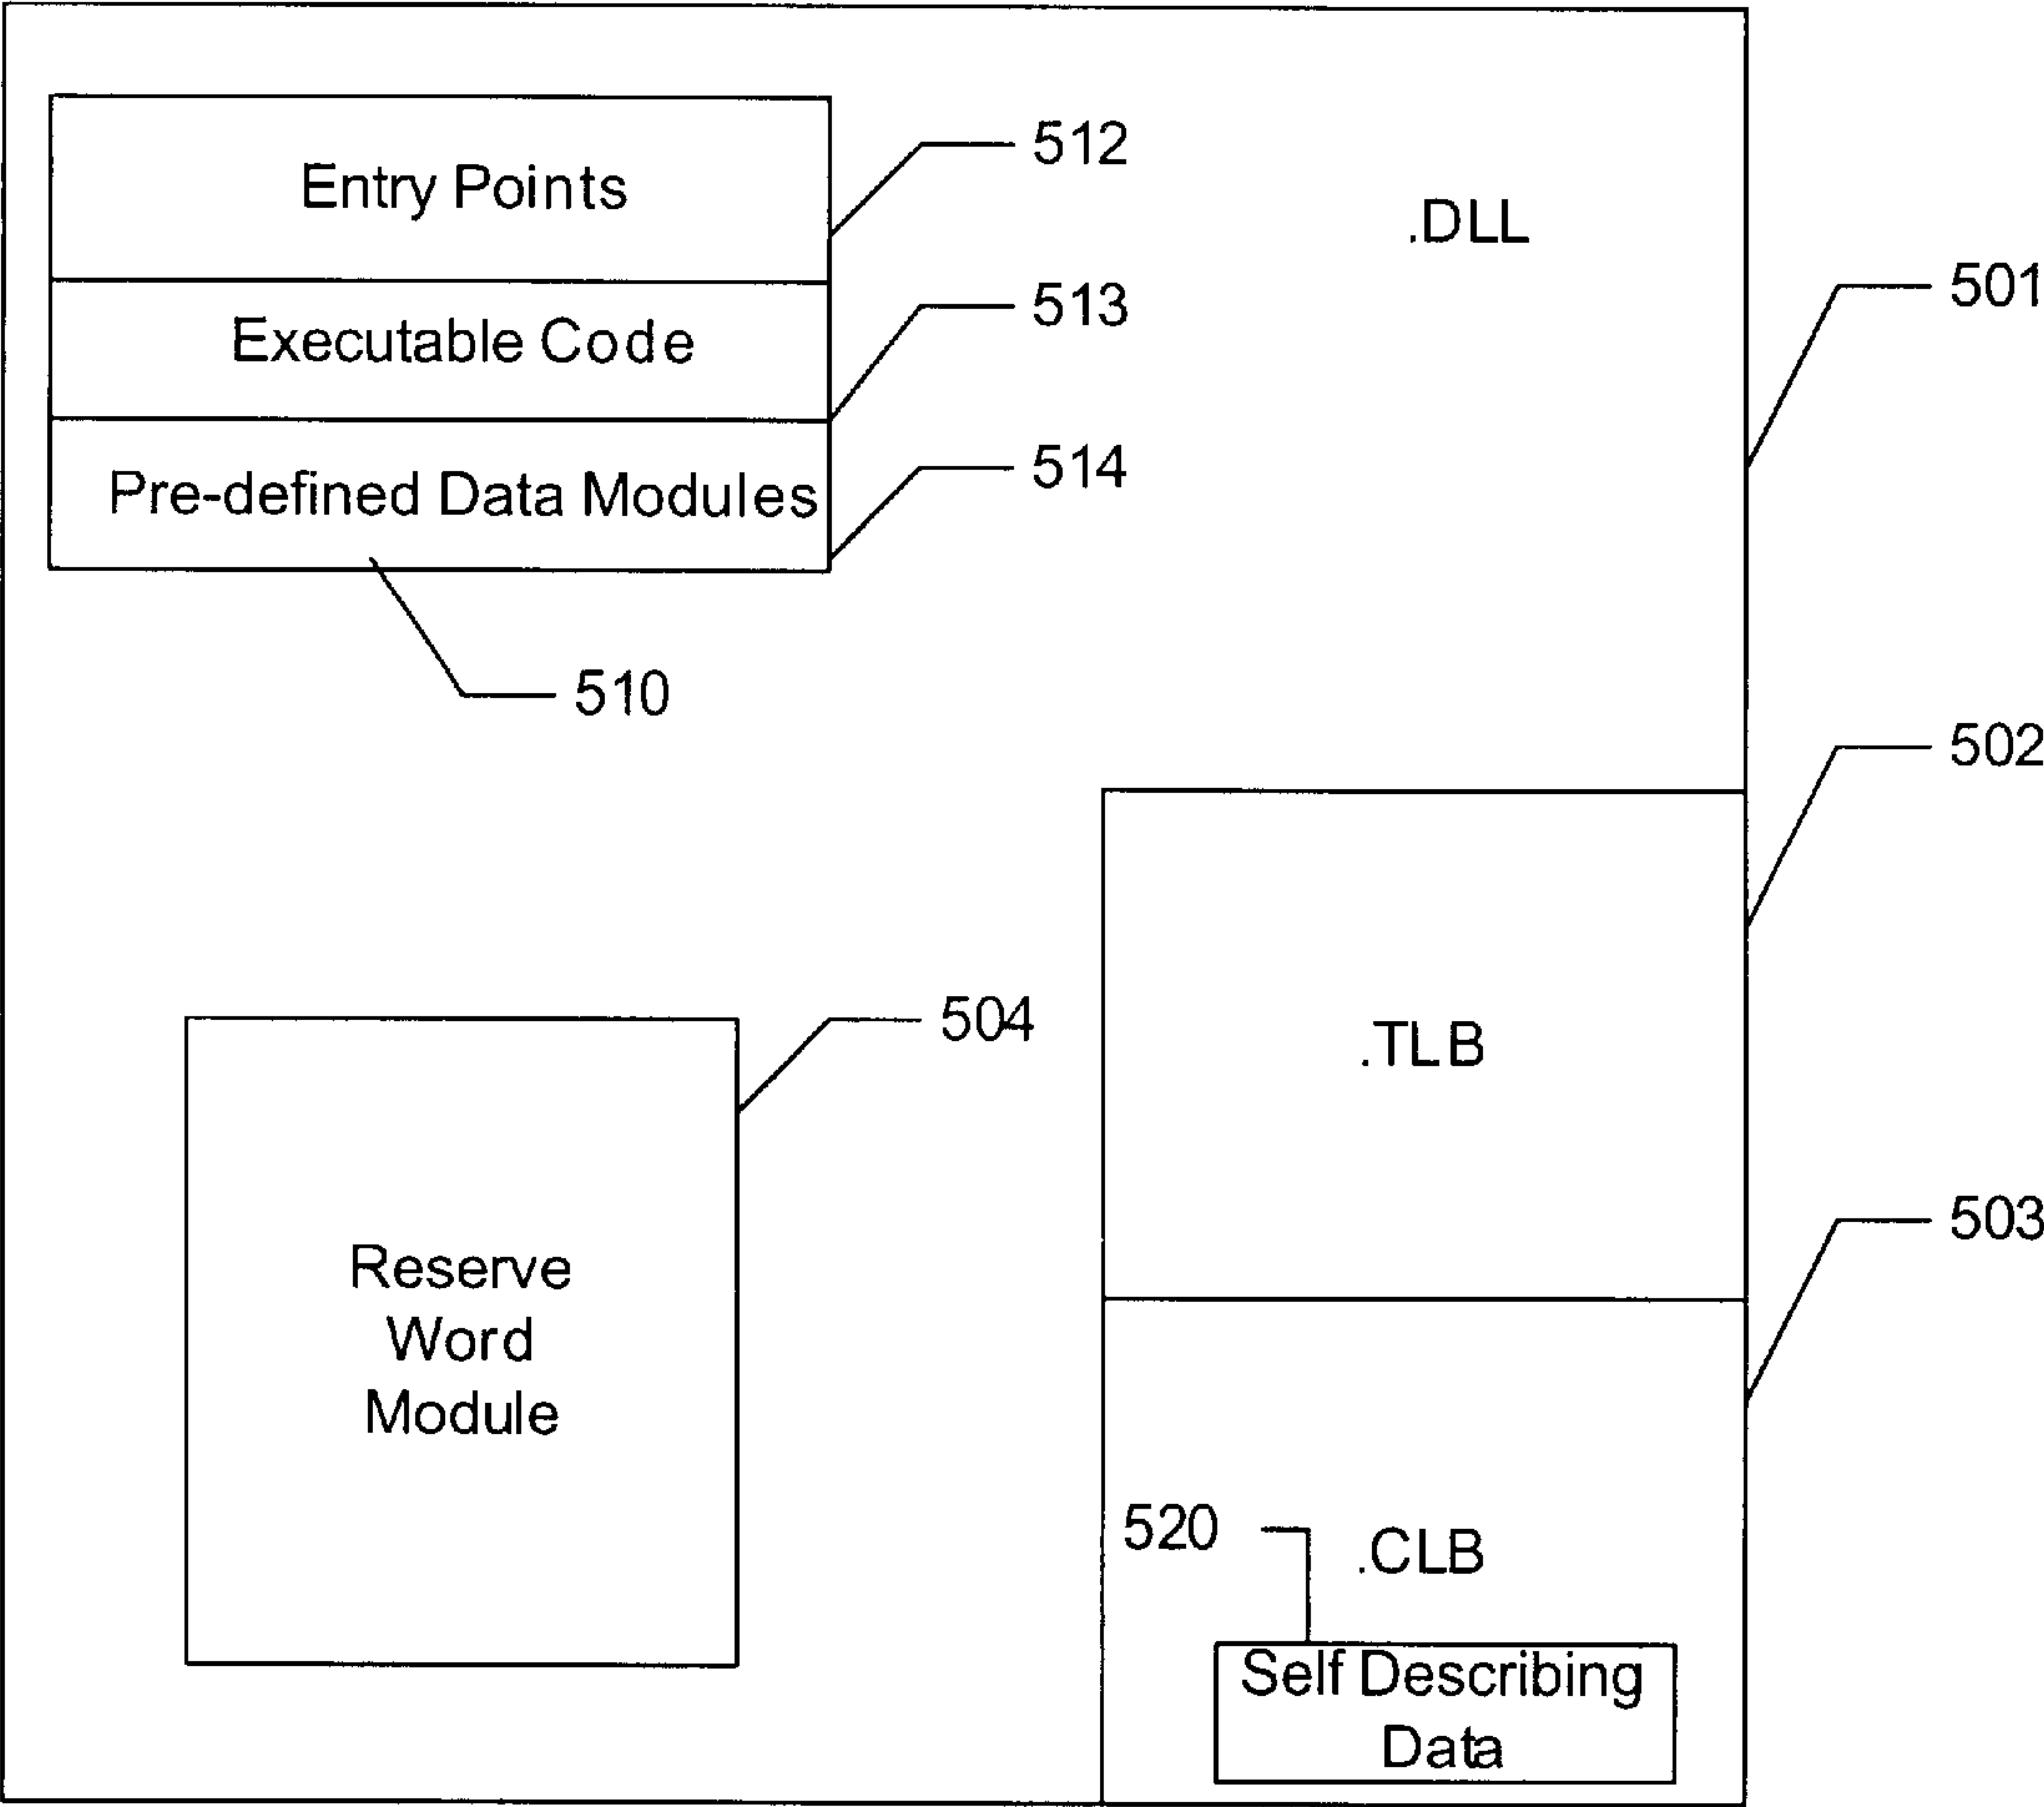 Entry Points
512
.DLL
Executable Code
513
501
Pre-defined Data Modules
514
510
502
504
.TLB
503
Reserve
Word
Module
520
.CLB
Self Describing
Data